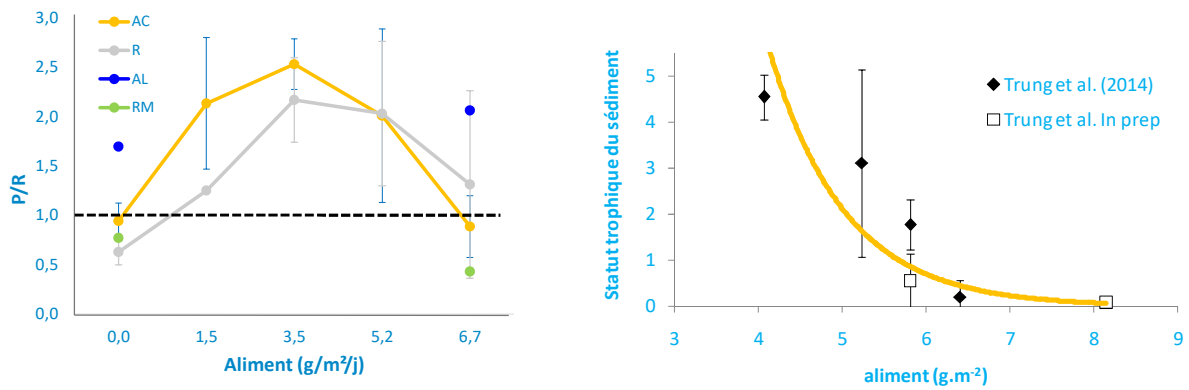 3,0
2,5
2,0
1,5
1,0
0,5
0,0
P/R
AC
R
AL
RM
0,0 1,5 3,5 5,2 6,7
Aliment (g/m²/j)
5
4
3
2
1
0
Statut trophique du sédiment
Trung et al. (2014)
Trung et al. In prep
3 4 5 6 7 8 9
aliment (g.m-2)